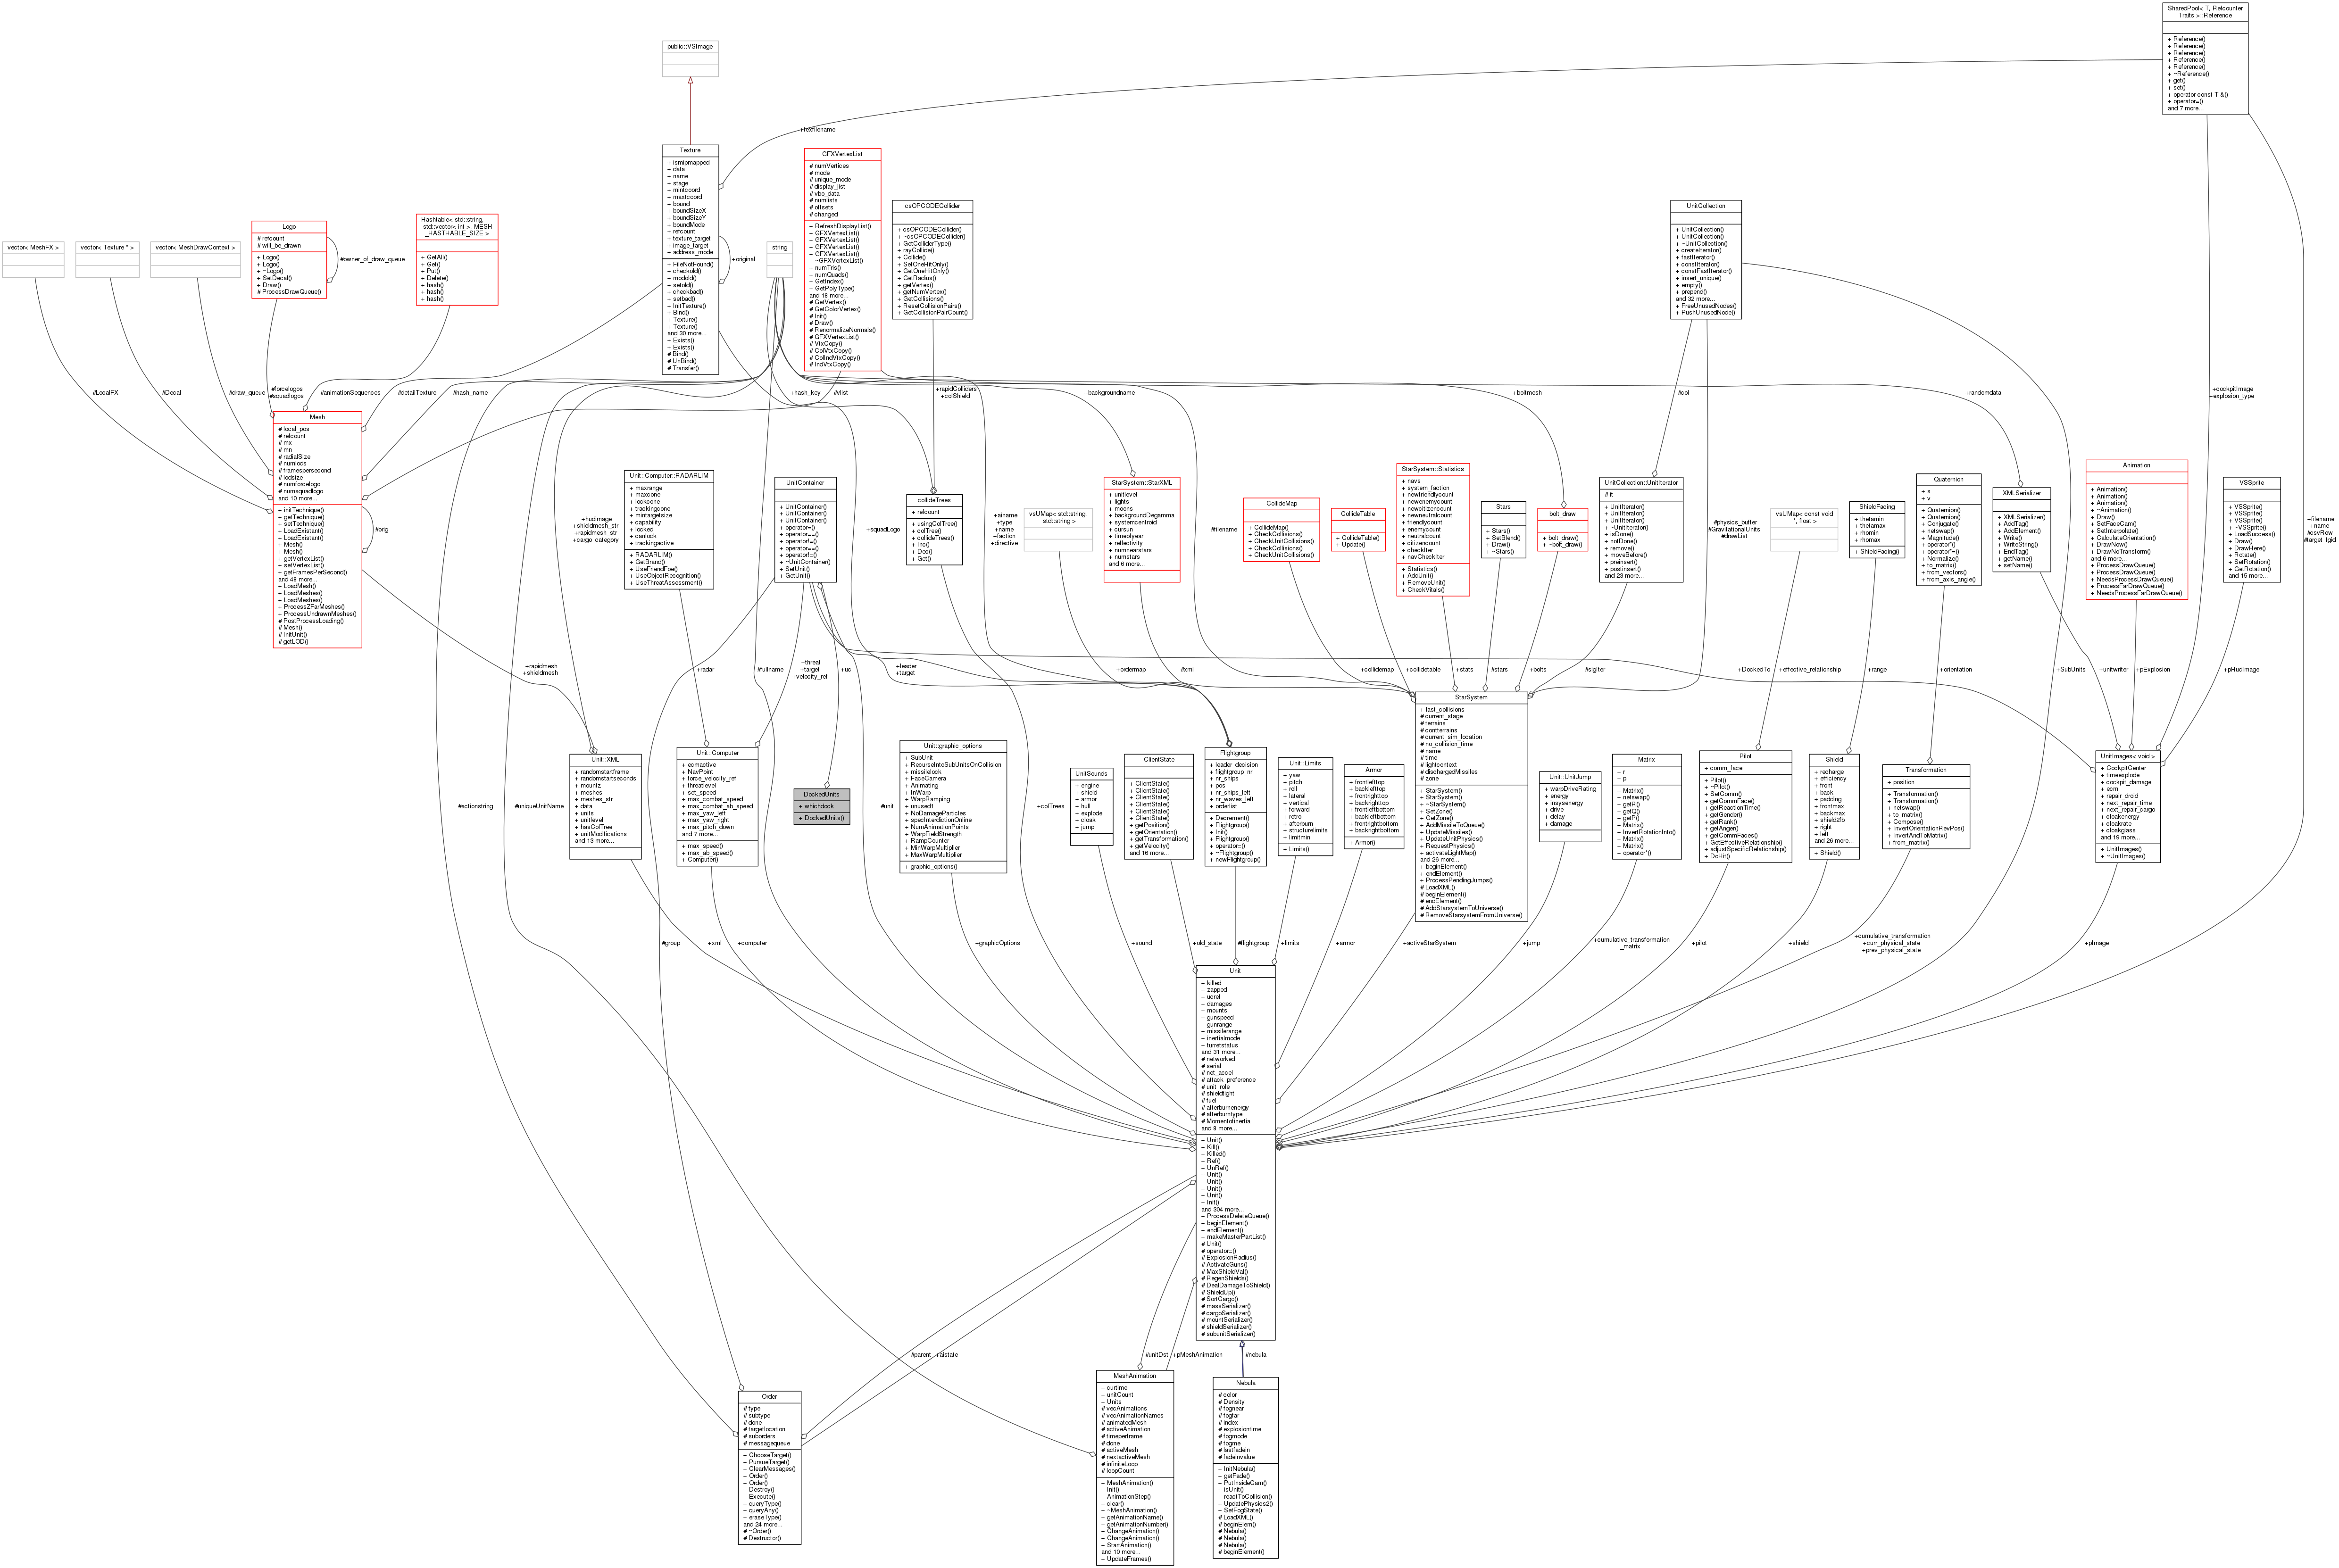 SharedPool< T, Refcounter
Traits >::Reference
+ Reference()
+ Reference()
+ Reference()
+ Reference()
+ Reference()
+ ~Reference()
+ get()
+ set()
+ operator const T &()
+ operator=()
and 7 more...
public::VSImage
+texfilename
Texture
+ ismipmapped
+ data
+ name
+ stage
+ mintcoord
+ maxtcoord
+ bound
+ boundSizeX
+ boundSizeY
+ boundMode
+ refcount
+ texture_target
+ image_target
+ address_mode
+ FileNotFound()
+ checkold()
+ modold()
+ setold()
+ checkbad()
+ setbad()
+ InitTexture()
+ Bind()
+ Texture()
+ Texture()
and 30 more...
+ Exists()
+ Exists()
# Bind()
# UnBind()
# Transfer()
+original
GFXVertexList
# numVertices
# mode
# unique_mode
# display_list
# vbo_data
# numlists
# offsets
# changed
+ RefreshDisplayList()
+ GFXVertexList()
+ GFXVertexList()
+ GFXVertexList()
+ GFXVertexList()
+ ~GFXVertexList()
+ numTris()
+ numQuads()
+ GetIndex()
+ GetPolyType()
and 18 more...
# GetVertex()
# GetColorVertex()
# Init()
# Draw()
# RenormalizeNormals()
# GFXVertexList()
# VtxCopy()
# ColVtxCopy()
# ColIndVtxCopy()
# IndVtxCopy()
csOPCODECollider
+ csOPCODECollider()
+ ~csOPCODECollider()
+ GetColliderType()
+ rayCollide()
+ Collide()
+ SetOneHitOnly()
+ GetOneHitOnly()
+ GetRadius()
+ getVertex()
+ getNumVertex()
+ GetCollisions()
+ ResetCollisionPairs()
+ GetCollisionPairCount()
UnitCollection
+ UnitCollection()
+ UnitCollection()
+ ~UnitCollection()
+ createIterator()
+ fastIterator()
+ constIterator()
+ constFastIterator()
+ insert_unique()
+ empty()
+ prepend()
and 32 more...
+ FreeUnusedNodes()
+ PushUnusedNode()
vector< MeshFX >
vector< Texture * >
vector< MeshDrawContext >
Logo
# refcount
# will_be_drawn
+ Logo()
+ Logo()
+ ~Logo()
+ SetDecal()
+ Draw()
# ProcessDrawQueue()
#owner_of_draw_queue
Hashtable< std::string,
std::vector< int >, MESH
_HASTHABLE_SIZE >
+ GetAll()
+ Get()
+ Put()
+ Delete()
+ hash()
+ hash()
+ hash()
string
#LocalFX
#Decal
#draw_queue
#forcelogos
#squadlogos
#animationSequences
#detailTexture
#hash_name
+hash_key
#vlist
+rapidColliders
+colShield
+backgroundname
+boltmesh
#col
+randomdata
+cockpitImage
+explosion_type
Mesh
# local_pos
# refcount
# mx
# mn
# radialSize
# numlods
# framespersecond
# lodsize
# numforcelogo
# numsquadlogo
and 10 more...
+ initTechnique()
+ getTechnique()
+ setTechnique()
+ LoadExistant()
+ LoadExistant()
+ Mesh()
+ Mesh()
+ getVertexList()
+ setVertexList()
+ getFramesPerSecond()
and 48 more...
+ LoadMesh()
+ LoadMeshes()
+ LoadMeshes()
+ ProcessZFarMeshes()
+ ProcessUndrawnMeshes()
# PostProcessLoading()
# Mesh()
# InitUnit()
# getLOD()
#orig
+hudimage
+shieldmesh_str
+rapidmesh_str
+cargo_category
Unit::Computer::RADARLIM
+ maxrange
+ maxcone
+ lockcone
+ trackingcone
+ mintargetsize
+ capability
+ locked
+ canlock
+ trackingactive
+ RADARLIM()
+ GetBrand()
+ UseFriendFoe()
+ UseObjectRecognition()
+ UseThreatAssessment()
UnitContainer
+ UnitContainer()
+ UnitContainer()
+ UnitContainer()
+ operator=()
+ operator==()
+ operator!=()
+ operator==()
+ operator!=()
+ ~UnitContainer()
+ SetUnit()
+ GetUnit()
+squadLogo
collideTrees
+ refcount
+ usingColTree()
+ colTree()
+ collideTrees()
+ Inc()
+ Dec()
+ Get()
+ainame
+type
+name
+faction
+directive
vsUMap< std::string,
std::string >
StarSystem::StarXML
+ unitlevel
+ lights
+ moons
+ backgroundDegamma
+ systemcentroid
+ cursun
+ timeofyear
+ reflectivity
+ numnearstars
+ numstars
and 6 more...
#filename
CollideMap
+ CollideMap()
+ CheckCollisions()
+ CheckCollisions()
+ CheckCollisions()
+ CheckUnitCollisions()
CollideTable
+ CollideTable()
+ Update()
StarSystem::Statistics
+ navs
+ system_faction
+ newfriendlycount
+ newenemycount
+ newcitizencount
+ newneutralcount
+ friendlycount
+ enemycount
+ neutralcount
+ citizencount
+ checkIter
+ navCheckIter
+ Statistics()
+ AddUnit()
+ RemoveUnit()
+ CheckVitals()
Stars
+ Stars()
+ SetBlend()
+ Draw()
+ ~Stars()
bolt_draw
+ bolt_draw()
+ ~bolt_draw()
UnitCollection::UnitIterator
# it
+ UnitIterator()
+ UnitIterator()
+ UnitIterator()
+ ~UnitIterator()
+ isDone()
+ notDone()
+ remove()
+ moveBefore()
+ preinsert()
+ postinsert()
and 23 more...
#physics_buffer
#GravitationalUnits
#drawList
vsUMap< const void
*, float >
ShieldFacing
+ thetamin
+ thetamax
+ rhomin
+ rhomax
+ ShieldFacing()
Quaternion
+ s
+ v
+ Quaternion()
+ Quaternion()
+ Conjugate()
+ netswap()
+ Magnitude()
+ operator*()
+ operator*=()
+ to_matrix()
+ from_vectors()
+ from_axis_angle()
XMLSerializer
+ XMLSerializer()
+ AddTag()
+ AddElement()
+ Write()
+ WriteString()
+ EndTag()
+ getName()
+ setName()
Animation
+ Animation()
+ Animation()
+ Animation()
+ ~Animation()
+ Draw()
+ SetFaceCam()
+ SetInterpolate()
+ CalculateOrientation()
+ DrawNow()
+ DrawNoTransform()
and 6 more...
+ ProcessDrawQueue()
+ ProcessDrawQueue()
+ NeedsProcessDrawQueue()
+ ProcessFarDrawQueue()
+ NeedsProcessFarDrawQueue()
VSSprite
+ VSSprite()
+ VSSprite()
+ VSSprite()
+ ~VSSprite()
+ LoadSuccess()
+ Draw()
+ DrawHere()
+ Rotate()
+ SetRotation()
+ GetRotation()
and 15 more...
+filename
+name
#csvRow
#target_fgid
+rapidmesh
+shieldmesh
+radar
#fullname
+threat
+target
+velocity_ref
+uc
+leader
+target
+ordermap
#xml
+collidemap
+collidetable
+stats
#stars
+bolts
#sigIter
+DockedTo
+effective_relationship
+range
+orientation
+SubUnits
+unitwriter
+pExplosion
+pHudImage
Unit::XML
+ randomstartframe
+ randomstartseconds
+ mountz
+ meshes
+ meshes_str
+ data
+ units
+ unitlevel
+ hasColTree
+ unitModifications
and 13 more...
Unit::Computer
+ ecmactive
+ NavPoint
+ force_velocity_ref
+ threatlevel
+ set_speed
+ max_combat_speed
+ max_combat_ab_speed
+ max_yaw_left
+ max_yaw_right
+ max_pitch_down
and 7 more...
+ max_speed()
+ max_ab_speed()
+ Computer()
DockedUnits
+ whichdock
+ DockedUnits()
Unit::graphic_options
+ SubUnit
+ RecurseIntoSubUnitsOnCollision
+ missilelock
+ FaceCamera
+ Animating
+ InWarp
+ WarpRamping
+ unused1
+ NoDamageParticles
+ specInterdictionOnline
+ NumAnimationPoints
+ WarpFieldStrength
+ RampCounter
+ MinWarpMultiplier
+ MaxWarpMultiplier
+ graphic_options()
UnitSounds
+ engine
+ shield
+ armor
+ hull
+ explode
+ cloak
+ jump
ClientState
+ ClientState()
+ ClientState()
+ ClientState()
+ ClientState()
+ ClientState()
+ ClientState()
+ getPosition()
+ getOrientation()
+ getTransformation()
+ getVelocity()
and 16 more...
Flightgroup
+ leader_decision
+ flightgroup_nr
+ nr_ships
+ pos
+ nr_ships_left
+ nr_waves_left
+ orderlist
+ Decrement()
+ Flightgroup()
+ Init()
+ Flightgroup()
+ operator=()
+ ~Flightgroup()
+ newFlightgroup()
Unit::Limits
+ yaw
+ pitch
+ roll
+ lateral
+ vertical
+ forward
+ retro
+ afterburn
+ structurelimits
+ limitmin
+ Limits()
Armor
+ frontlefttop
+ backlefttop
+ frontrighttop
+ backrighttop
+ frontleftbottom
+ backleftbottom
+ frontrightbottom
+ backrightbottom
+ Armor()
StarSystem
+ last_collisions
# current_stage
# terrains
# contterrains
# current_sim_location
# no_collision_time
# name
# time
# lightcontext
# dischargedMissiles
# zone
+ StarSystem()
+ StarSystem()
+ ~StarSystem()
+ SetZone()
+ GetZone()
+ AddMissileToQueue()
+ UpdateMissiles()
+ UpdateUnitPhysics()
+ RequestPhysics()
+ activateLightMap()
and 26 more...
+ beginElement()
+ endElement()
+ ProcessPendingJumps()
# LoadXML()
# beginElement()
# endElement()
# AddStarsystemToUniverse()
# RemoveStarsystemFromUniverse()
Unit::UnitJump
+ warpDriveRating
+ energy
+ insysenergy
+ drive
+ delay
+ damage
Matrix
+ r
+ p
+ Matrix()
+ netswap()
+ getR()
+ getQ()
+ getP()
+ Matrix()
+ InvertRotationInto()
+ Matrix()
+ Matrix()
+ operator*()
Pilot
+ comm_face
+ Pilot()
+ ~Pilot()
+ SetComm()
+ getCommFace()
+ getReactionTime()
+ getGender()
+ getRank()
+ getAnger()
+ getCommFaces()
+ GetEffectiveRelationship()
+ adjustSpecificRelationship()
+ DoHit()
Shield
+ recharge
+ efficiency
+ front
+ back
+ padding
+ frontmax
+ backmax
+ shield2fb
+ right
+ left
and 26 more...
+ Shield()
Transformation
+ position
+ Transformation()
+ Transformation()
+ netswap()
+ to_matrix()
+ Compose()
+ InvertOrientationRevPos()
+ InvertAndToMatrix()
+ from_matrix()
UnitImages< void >
+ CockpitCenter
+ timeexplode
+ cockpit_damage
+ ecm
+ repair_droid
+ next_repair_time
+ next_repair_cargo
+ cloakenergy
+ cloakrate
+ cloakglass
and 19 more...
+ UnitImages()
+ ~UnitImages()
#actionstring
#uniqueUnitName
#unit
+colTrees
#group
+xml
+computer
+graphicOptions
+sound
+old_state
#flightgroup
+limits
+armor
+activeStarSystem
+jump
+cumulative_transformation
_matrix
+pilot
+shield
+cumulative_transformation
+curr_physical_state
+prev_physical_state
+pImage
Unit
+ killed
+ zapped
+ ucref
+ damages
+ mounts
+ gunspeed
+ gunrange
+ missilerange
+ inertialmode
+ turretstatus
and 31 more...
# networked
# serial
# net_accel
# attack_preference
# unit_role
# shieldtight
# fuel
# afterburnenergy
# afterburntype
# Momentofinertia
and 8 more...
+ Unit()
+ Kill()
+ Killed()
+ Ref()
+ UnRef()
+ Unit()
+ Unit()
+ Unit()
+ Unit()
+ Init()
and 304 more...
+ ProcessDeleteQueue()
+ beginElement()
+ endElement()
+ makeMasterPartList()
# Unit()
# operator=()
# ExplosionRadius()
# ActivateGuns()
# MaxShieldVal()
# RegenShields()
# DealDamageToShield()
# ShieldUp()
# SortCargo()
# massSerializer()
# cargoSerializer()
# mountSerializer()
# shieldSerializer()
# subunitSerializer()
#parent
+aistate
#unitDst
+pMeshAnimation
#nebula
Order
# type
# subtype
# done
# targetlocation
# suborders
# messagequeue
+ ChooseTarget()
+ PursueTarget()
+ ClearMessages()
+ Order()
+ Order()
+ Destroy()
+ Execute()
+ queryType()
+ queryAny()
+ eraseType()
and 24 more...
# ~Order()
# Destructor()
MeshAnimation
+ curtime
+ unitCount
+ Units
# vecAnimations
# vecAnimationNames
# animatedMesh
# activeAnimation
# timeperframe
# done
# activeMesh
# nextactiveMesh
# infiniteLoop
# loopCount
+ MeshAnimation()
+ Init()
+ AnimationStep()
+ clear()
+ ~MeshAnimation()
+ getAnimationName()
+ getAnimationNumber()
+ ChangeAnimation()
+ ChangeAnimation()
+ StartAnimation()
and 10 more...
+ UpdateFrames()
Nebula
# color
# Density
# fognear
# fogfar
# index
# explosiontime
# fogmode
# fogme
# lastfadein
# fadeinvalue
+ InitNebula()
+ getFade()
+ PutInsideCam()
+ isUnit()
+ reactToCollision()
+ UpdatePhysics2()
+ SetFogState()
# LoadXML()
# beginElem()
# Nebula()
# Nebula()
# Nebula()
# beginElement()